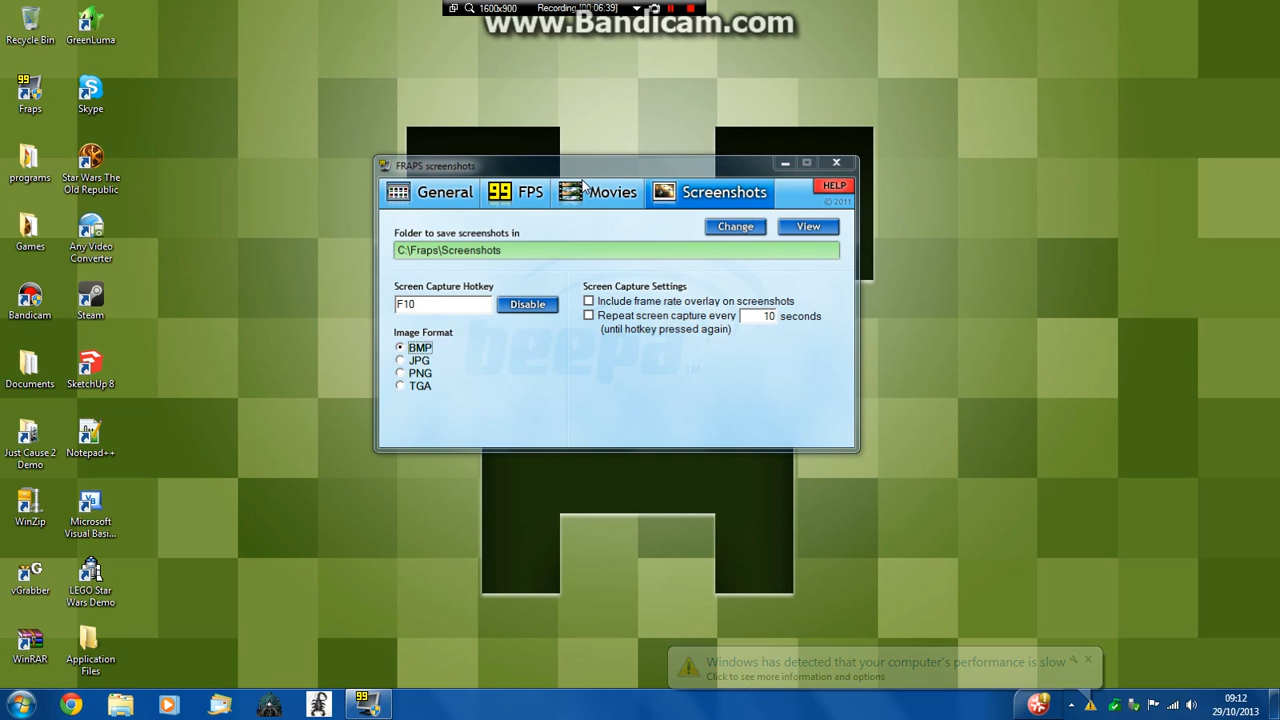 1600x900 Recording [00:06:39]
www.Bandicam.com
Recycle Bin
GreenLuma
Fraps
Skype
programs
Star Wars The Old Republic
Games
Any Video Converter
Bandicam
Steam
Documents
SketchUp 8
Just Cause 2 Demo
Notepad++
WinZip
Microsoft Visual Basi...
vGrabber
LEGO Star Wars Demo
WinRAR
Application Files
FRAPS screenshots
General
99 FPS
Movies
Screenshots
HELP
© 2011
Folder to save screenshots in
Change
View
C:\Fraps\Screenshots
Screen Capture Hotkey
F10
Disable
Image Format
BMP
JPG
PNG
TGA
Screen Capture Settings
Include frame rate overlay on screenshots
Repeat screen capture every 10 seconds
(until hotkey pressed again)
beepa™
Windows has detected that your computer's performance is slow
Click to see more information and options
09:12
29/10/2013